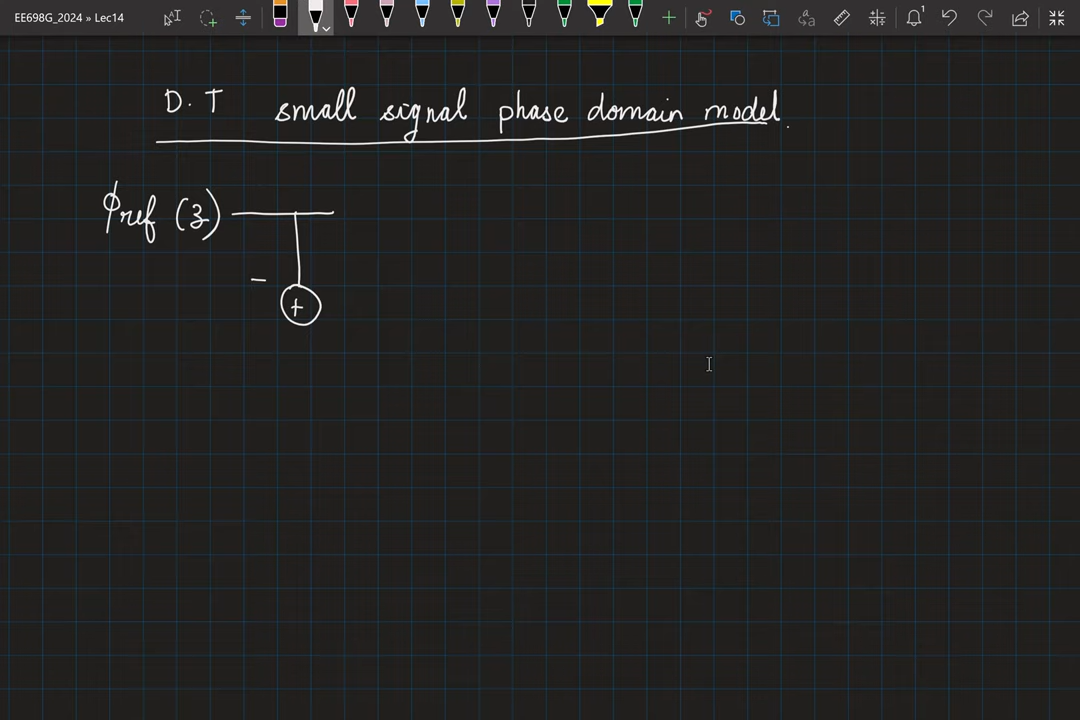 EE698G_2024 » Lec14
D.T small signal phase domain model.
φref (z)
−
+